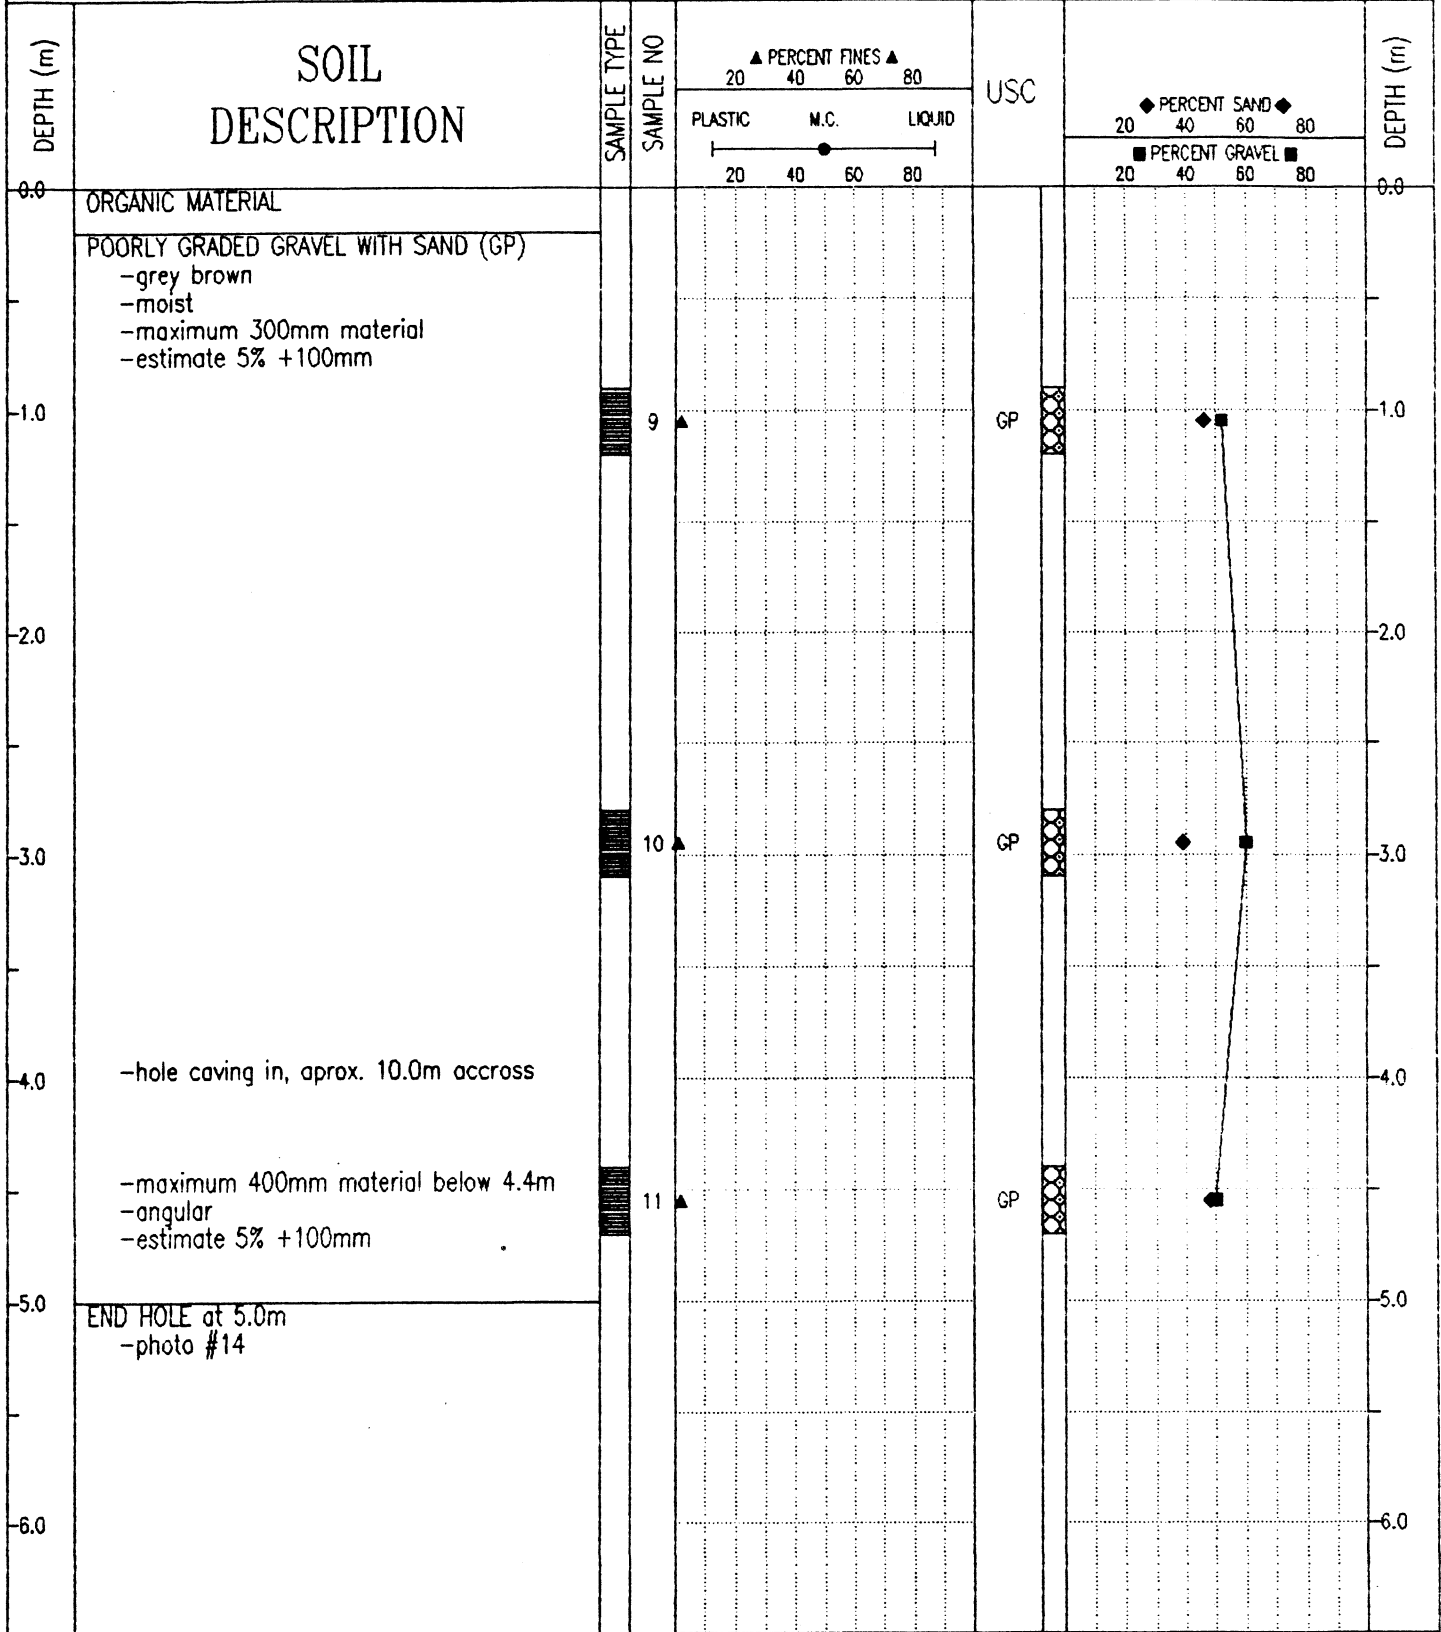 DEPTH (m)
SOIL
DESCRIPTION
SAMPLE TYPE
SAMPLE NO
▲ PERCENT FINES ▲
20 40 60 80
PLASTIC M.C. LIQUID
20 40 60 80
USC
◆ PERCENT SAND ◆
20 40 60 80
■ PERCENT GRAVEL ■
20 40 60 80
DEPTH (m)
0.0
ORGANIC MATERIAL
0.0
POORLY GRADED GRAVEL WITH SAND (GP)
-grey brown
-moist
-maximum 300mm material
-estimate 5% +100mm
1.0
9
GP
1.0
2.0
2.0
10
GP
3.0
3.0
-hole caving in, aprox. 10.0m accross
4.0
4.0
-maximum 400mm material below 4.4m
11
GP
-angular
-estimate 5% +100mm
5.0
5.0
END HOLE at 5.0m
-photo #14
6.0
6.0